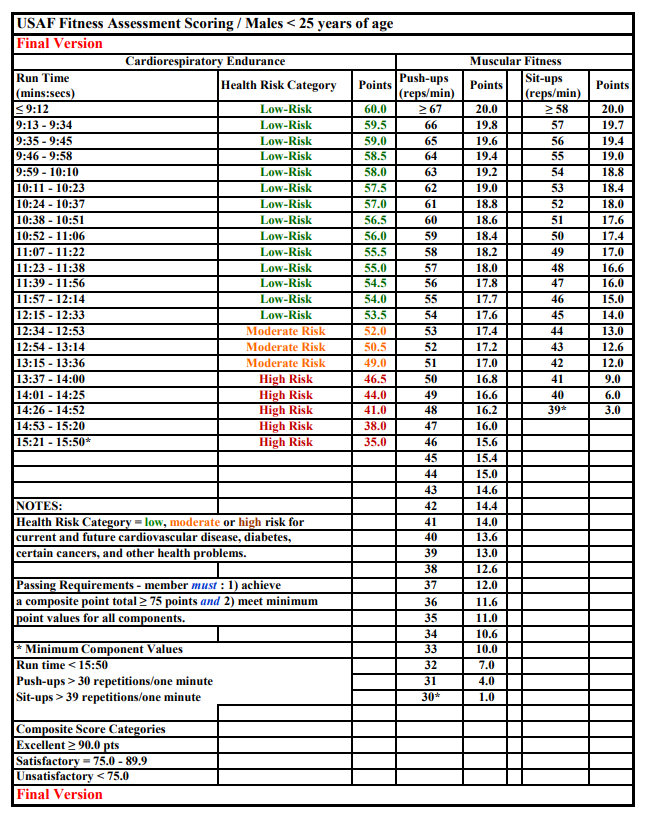 USAF Fitness Assessment Scoring / Males < 25 years of age
Final Version
Cardiorespiratory Endurance Muscular Fitness
Run Time (mins:secs) Health Risk Category Points Push-ups (reps/min) Points Sit-ups (reps/min) Points
≤ 9:12 Low-Risk 60.0 ≥ 67 20.0 ≥ 58 20.0
9:13 - 9:34 Low-Risk 59.5 66 19.8 57 19.7
9:35 - 9:45 Low-Risk 59.0 65 19.6 56 19.4
9:46 - 9:58 Low-Risk 58.5 64 19.4 55 19.0
9:59 - 10:10 Low-Risk 58.0 63 19.2 54 18.8
10:11 - 10:23 Low-Risk 57.5 62 19.0 53 18.4
10:24 - 10:37 Low-Risk 57.0 61 18.8 52 18.0
10:38 - 10:51 Low-Risk 56.5 60 18.6 51 17.6
10:52 - 11:06 Low-Risk 56.0 59 18.4 50 17.4
11:07 - 11:22 Low-Risk 55.5 58 18.2 49 17.0
11:23 - 11:38 Low-Risk 55.0 57 18.0 48 16.6
11:39 - 11:56 Low-Risk 54.5 56 17.8 47 16.0
11:57 - 12:14 Low-Risk 54.0 55 17.7 46 15.0
12:15 - 12:33 Low-Risk 53.5 54 17.6 45 14.0
12:34 - 12:53 Moderate Risk 52.0 53 17.4 44 13.0
12:54 - 13:14 Moderate Risk 50.5 52 17.2 43 12.6
13:15 - 13:36 Moderate Risk 49.0 51 17.0 42 12.0
13:37 - 14:00 High Risk 46.5 50 16.8 41 9.0
14:01 - 14:25 High Risk 44.0 49 16.6 40 6.0
14:26 - 14:52 High Risk 41.0 48 16.2 39* 3.0
14:53 - 15:20 High Risk 38.0 47 16.0
15:21 - 15:50* High Risk 35.0 46 15.6
45 15.4
44 15.0
43 14.6
NOTES: 42 14.4
Health Risk Category = low, moderate or high risk for 41 14.0
current and future cardiovascular disease, diabetes, 40 13.6
certain cancers, and other health problems. 39 13.0
38 12.6
Passing Requirements - member must : 1) achieve 37 12.0
a composite point total ≥ 75 points and 2) meet minimum 36 11.6
point values for all components. 35 11.0
34 10.6
* Minimum Component Values 33 10.0
Run time < 15:50 32 7.0
Push-ups > 30 repetitions/one minute 31 4.0
Sit-ups > 39 repetitions/one minute 30* 1.0
Composite Score Categories
Excellent ≥ 90.0 pts
Satisfactory = 75.0 - 89.9
Unsatisfactory < 75.0
Final Version